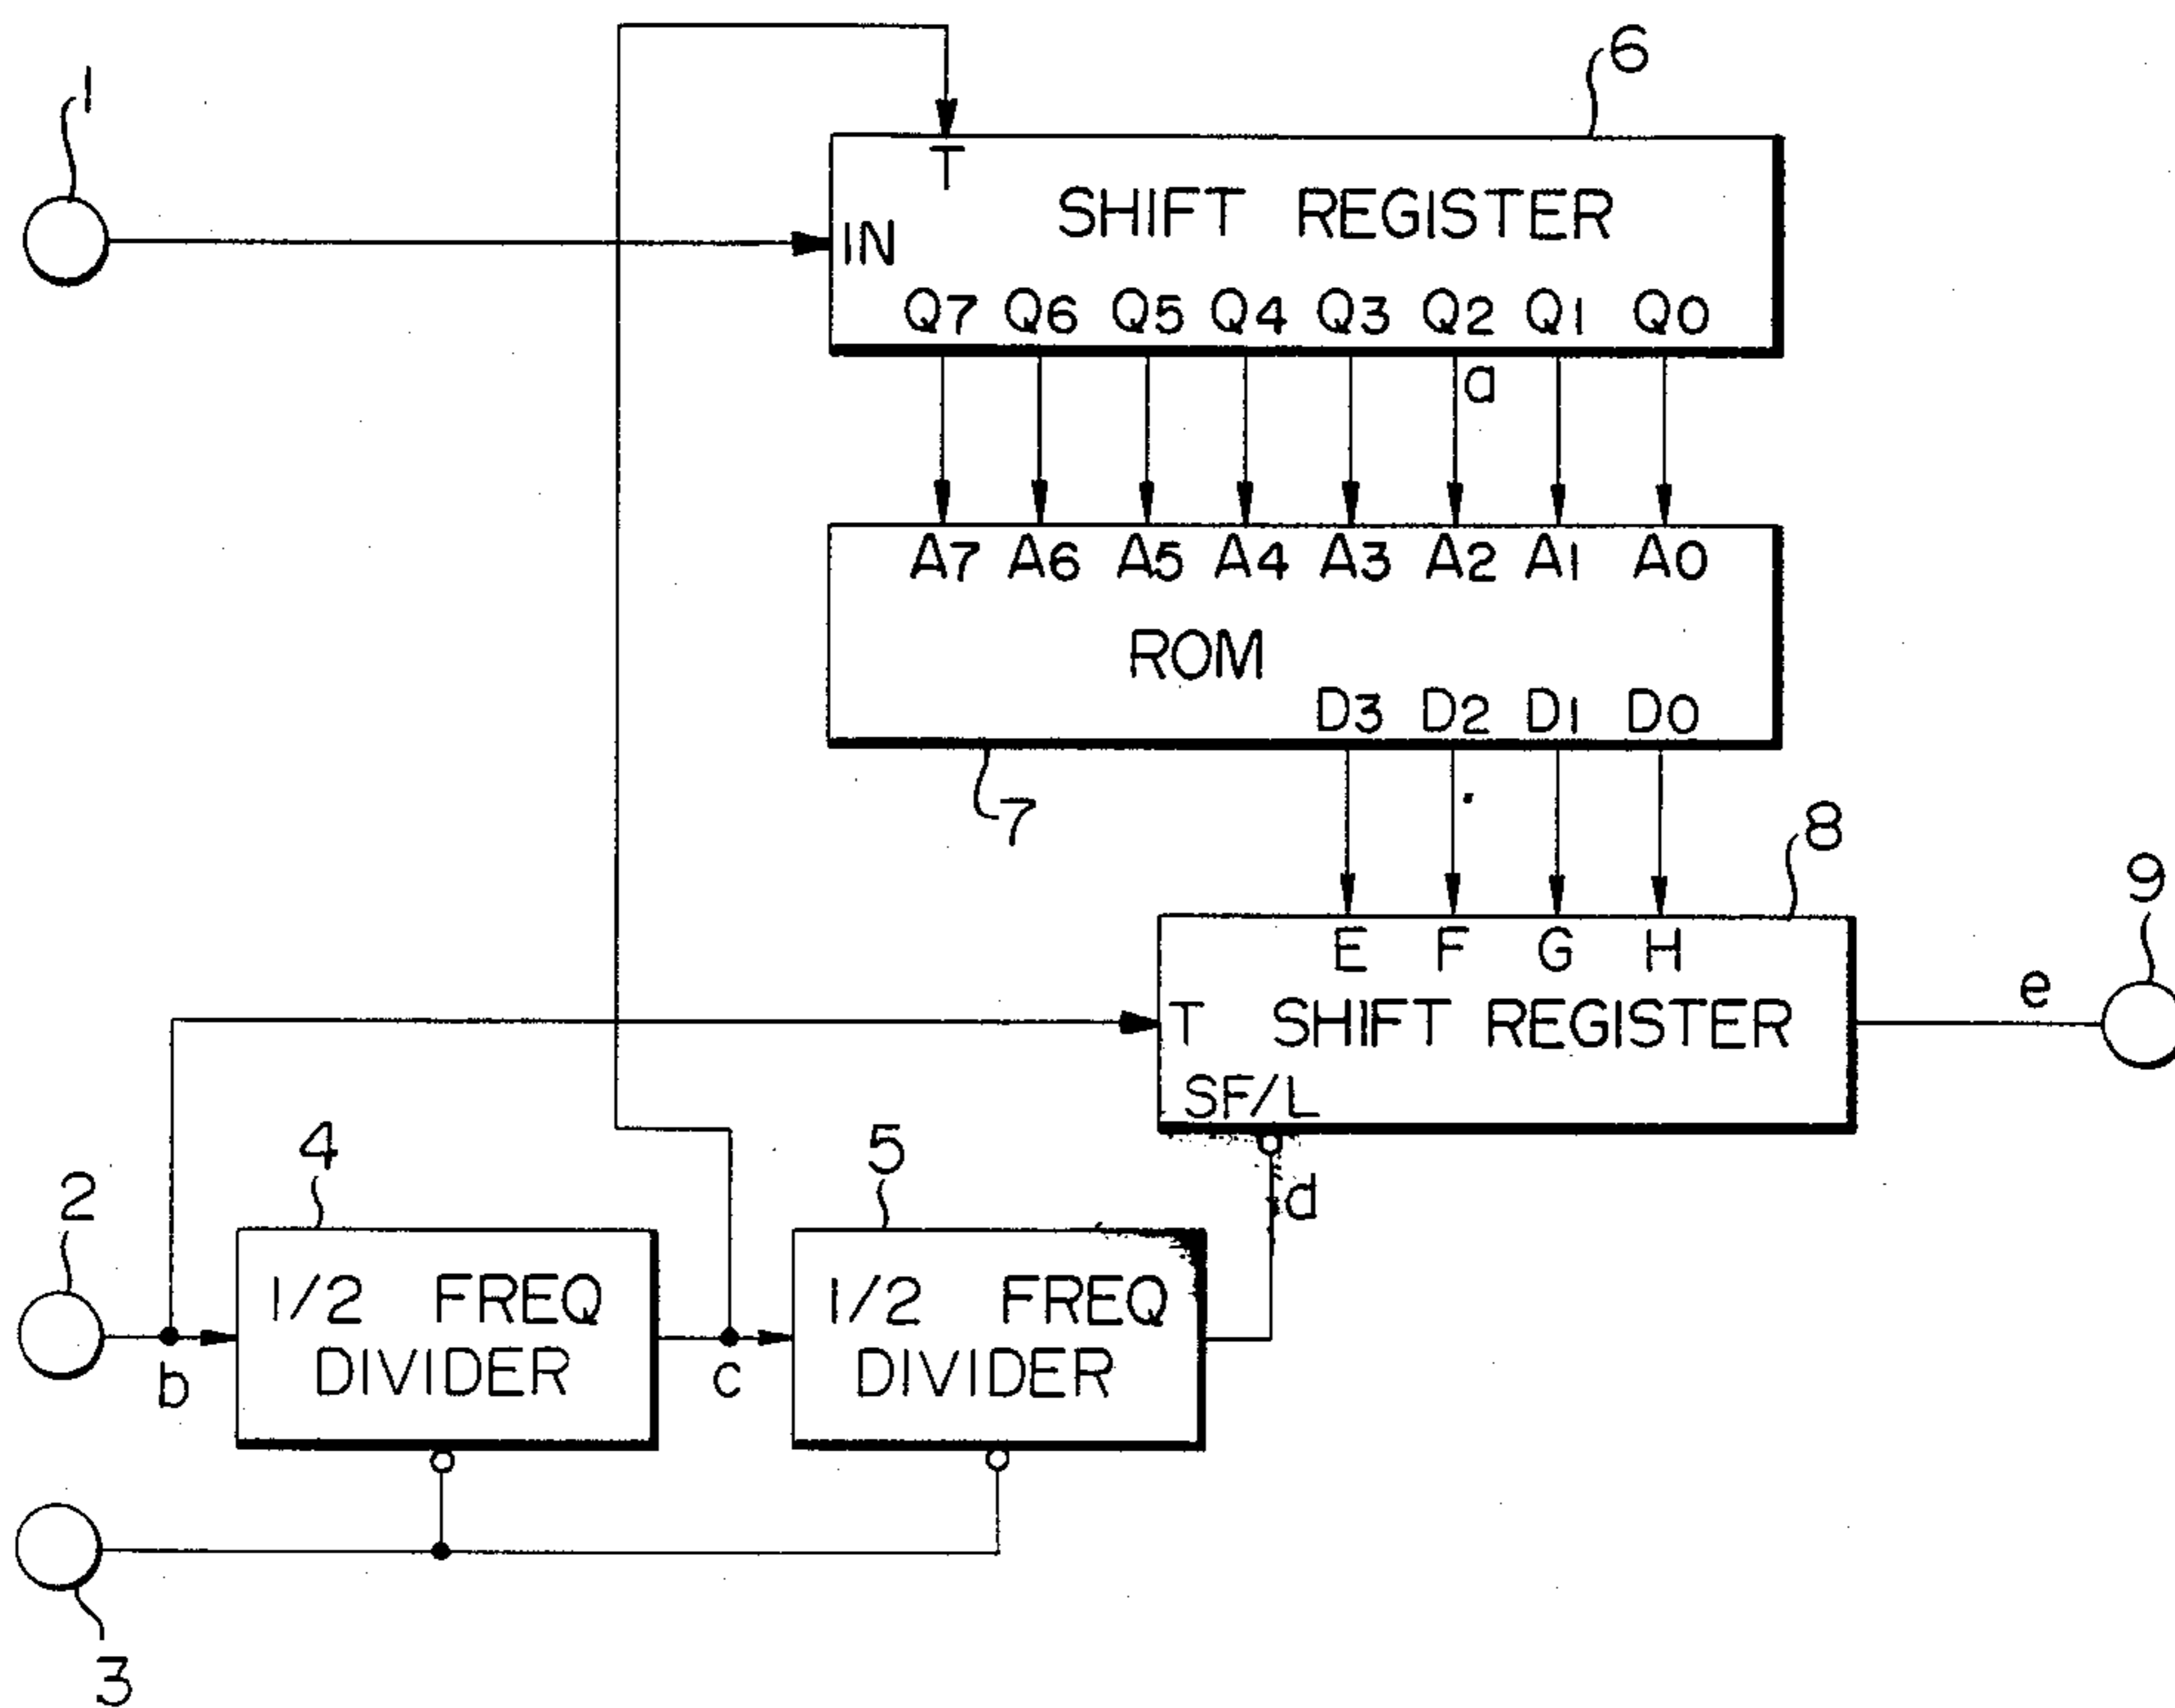 6
1
T
SHIFT REGISTER
IN
Q7 Q6 Q5 Q4 Q3 Q2 Q1 Q0
a
A7 A6 A5 A4 A3 A2 A1 A0
ROM
D3 D2 D1 D0
7
8
9
E F G H
e
T SHIFT REGISTER
SF/L
4
5
2
d
1/2 FREQ
DIVIDER
1/2 FREQ
DIVIDER
b
c
3